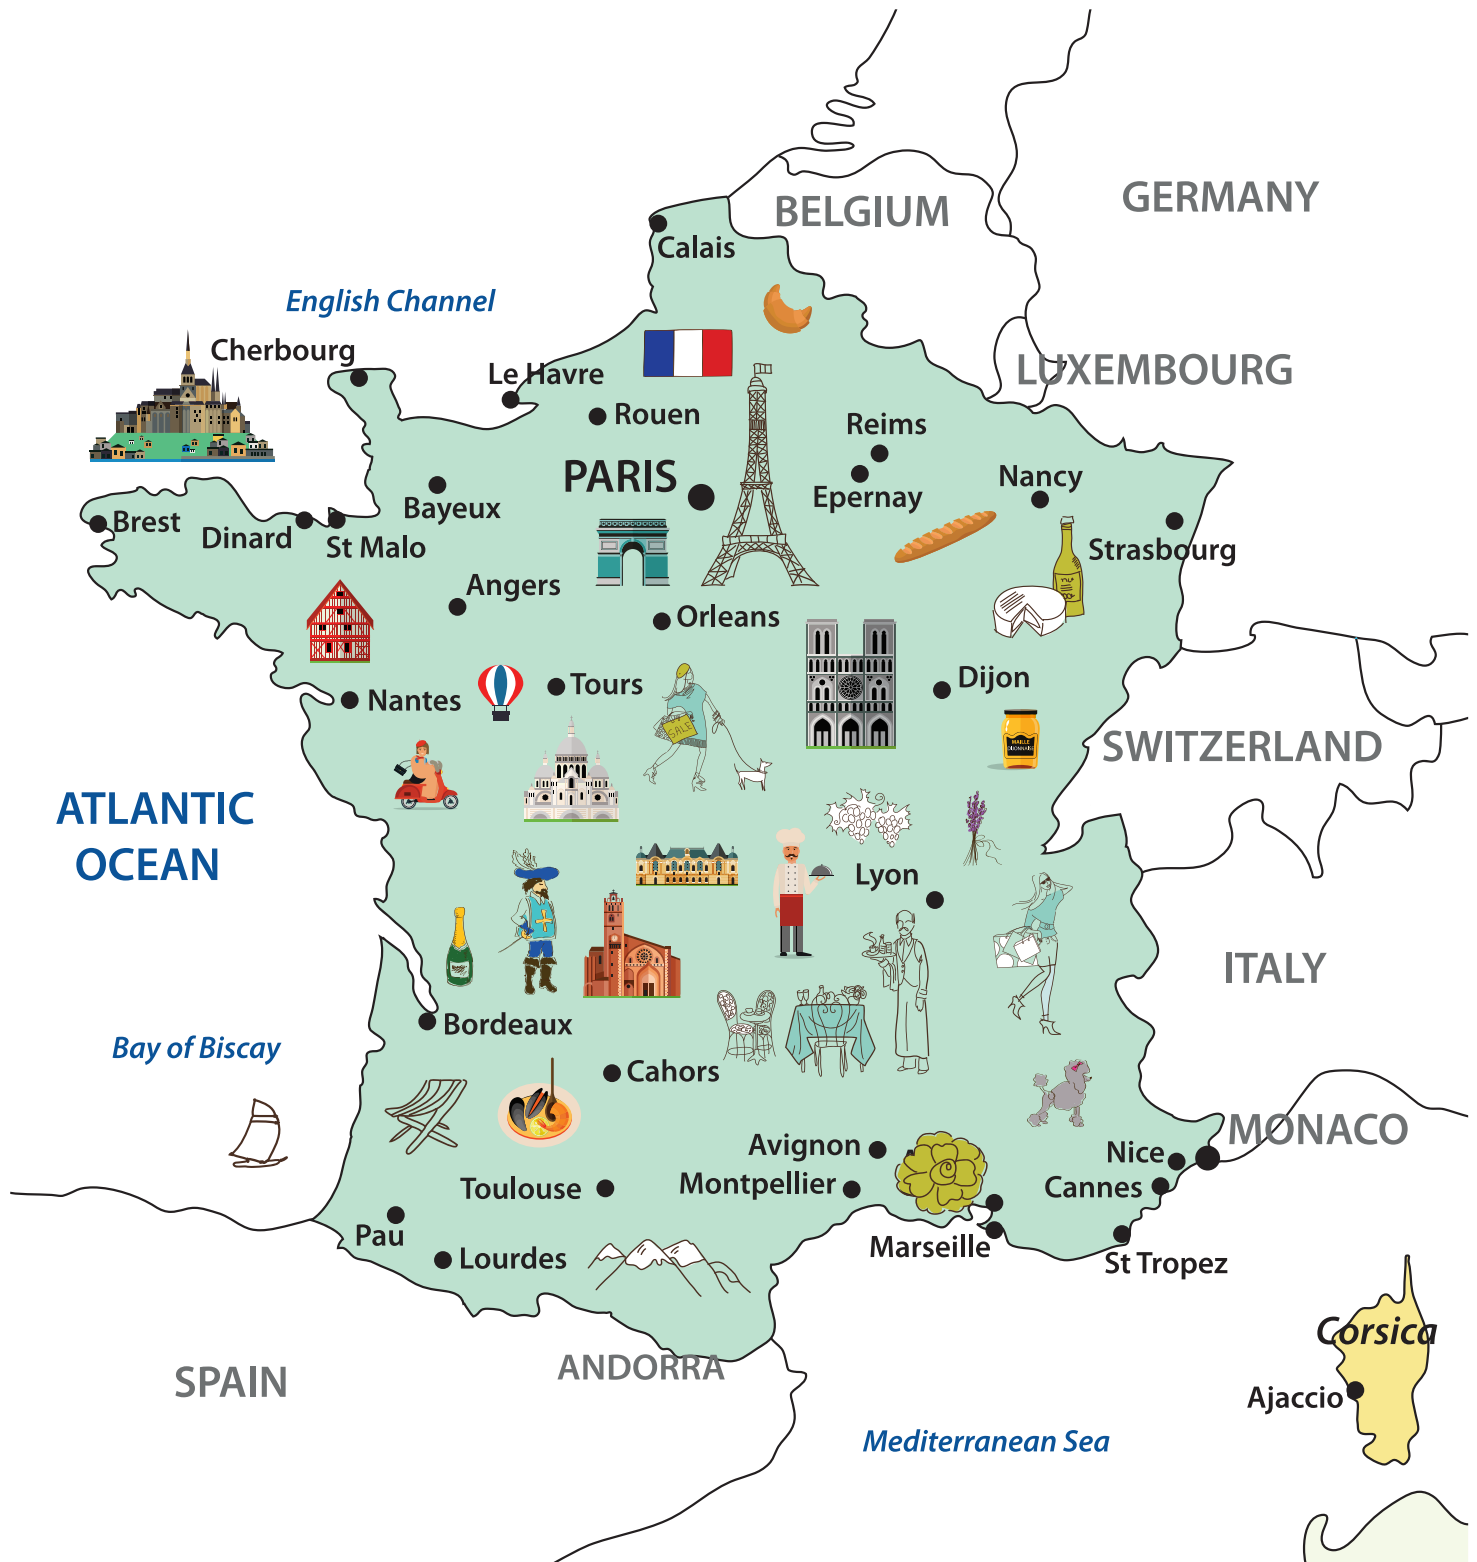 BELGIUM
GERMANY
Calais
English Channel
Cherbourg
Le Havre
LUXEMBOURG
Rouen
Reims
PARIS
Nancy
Epernay
Bayeux
Brest
Dinard
St Malo
Strasbourg
Angers
Orleans
Tours
Dijon
Nantes
SALE
MAILLE
SWITZERLAND
ATLANTIC
OCEAN
Lyon
ITALY
Bordeaux
Bay of Biscay
Cahors
MONACO
Avignon
Nice
Montpellier
Cannes
Toulouse
Pau
Marseille
Lourdes
St Tropez
Corsica
ANDORRA
SPAIN
Ajaccio
Mediterranean Sea